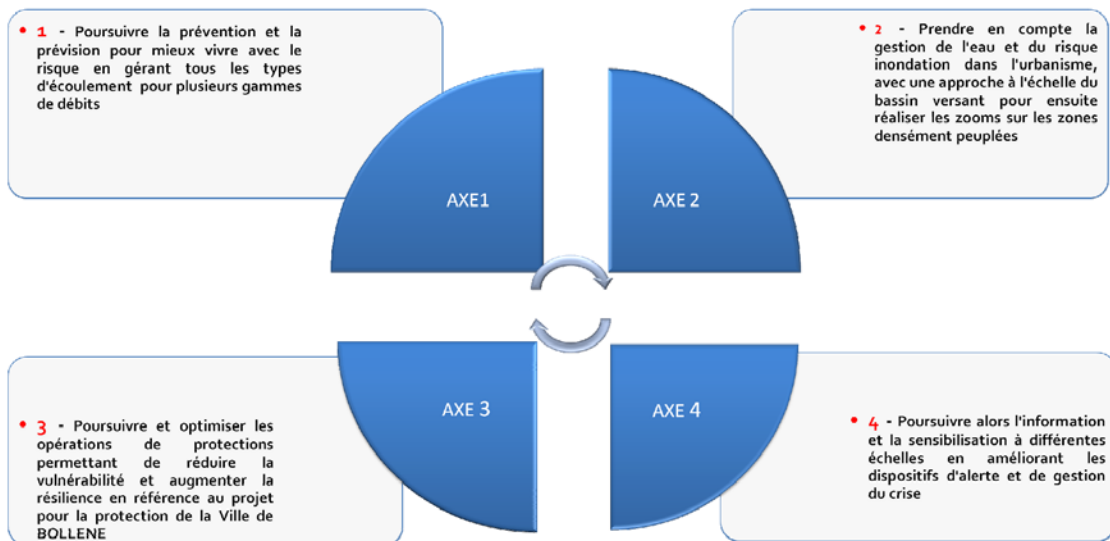 • 1 - Poursuivre la prévention et la
prévision pour mieux vivre avec le
risque en gérant tous les types
d'écoulement pour plusieurs gammes
de débits
• 2 - Prendre en compte la
gestion de l'eau et du risque
inondation dans l'urbanisme,
avec une approche à l'échelle du
bassin versant pour ensuite
réaliser les zooms sur les zones
densément peuplées
AXE1
AXE 2
AXE 3
AXE 4
• 3 - Poursuivre et optimiser les
opérations de protections
permettant de réduire la
vulnérabilité et augmenter la
résilience en référence au projet
pour la protection de la Ville de
BOLLENE
• 4 - Poursuivre alors l'information
et la sensibilisation à différentes
échelles en améliorant les
dispositifs d'alerte et de gestion
du crise